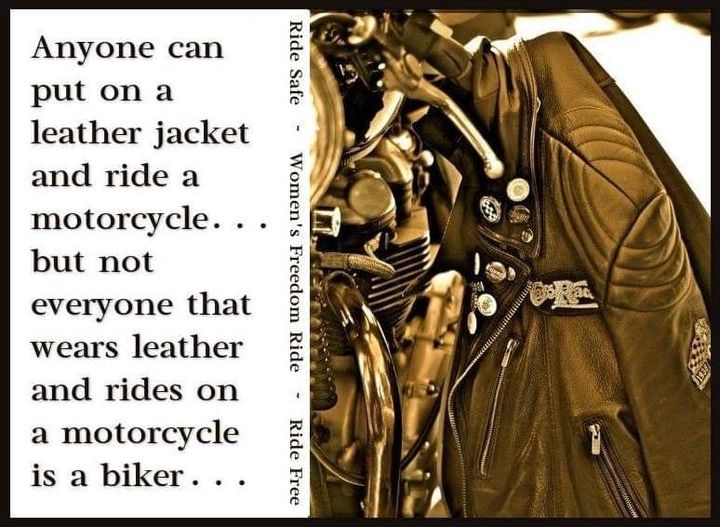 Anyone can
put on a
leather jacket
and ride a
motorcycle. . .
but not
everyone that
wears leather
and rides on
a motorcycle
is a biker. . .
Ride Safe - Women's Freedom Ride - Ride Free